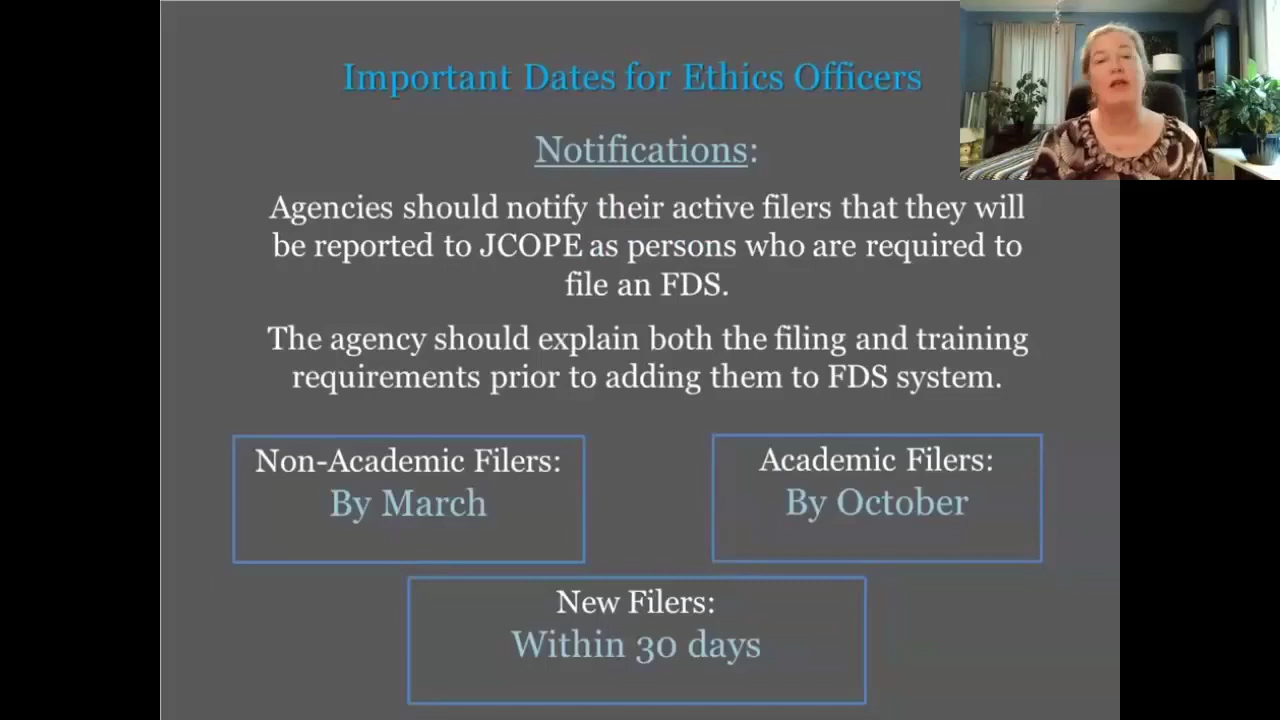 Important Dates for Ethics Officers
Notifications:
Agencies should notify their active filers that they will
be reported to JCOPE as persons who are required to
file an FDS.
The agency should explain both the filing and training
requirements prior to adding them to FDS system.
Non-Academic Filers:
By March
Academic Filers:
By October
New Filers:
Within 30 days